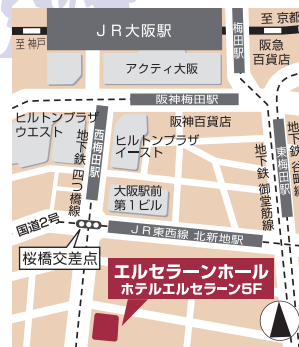 JR大阪駅
至 神戸
至 京都
梅田駅
阪急
百貨店
アクティ大阪
阪神梅田駅
ヒルトンプラザ
ウエスト
西梅田駅
地下鉄 四つ橋線
ヒルトンプラザ
イースト
阪神百貨店
地下鉄 御堂筋線
東梅田駅
地下鉄 谷町線
大阪駅前
第1ビル
国道2号
JR東西線 北新地駅
桜橋交差点
エルセラーンホール
ホテルエルセラーン5F